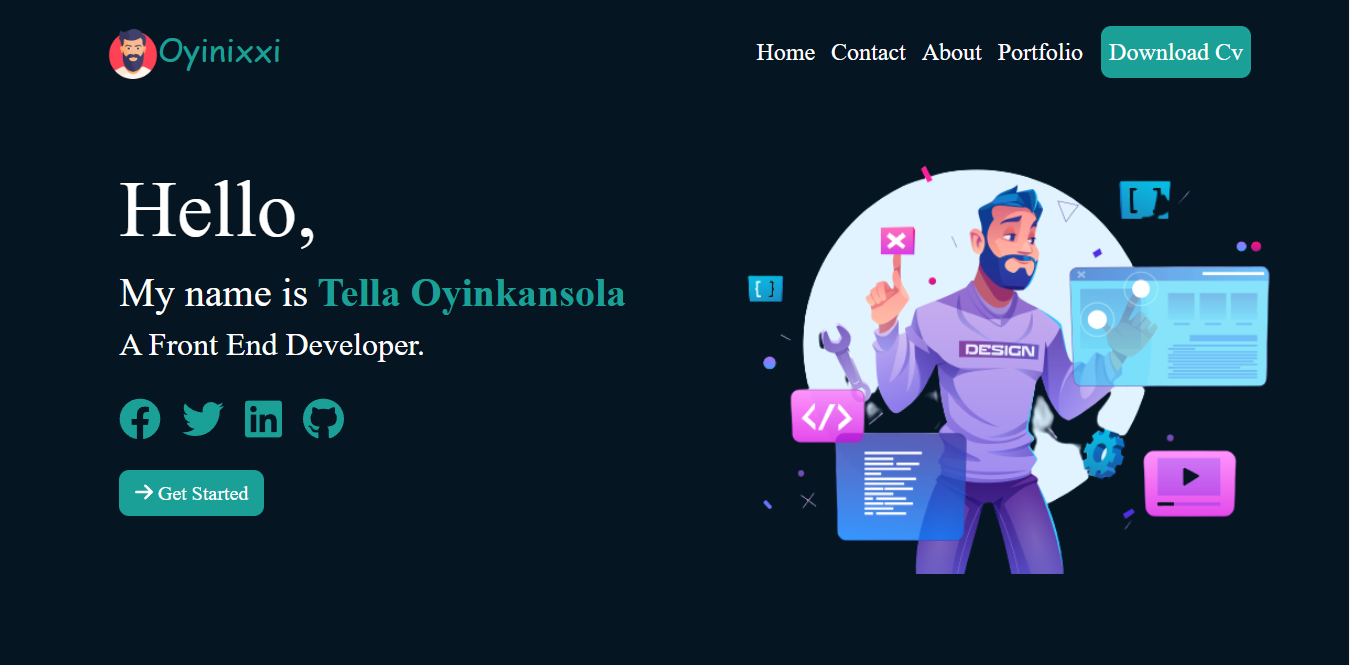 Oyinixxi
Home Contact About Portfolio Download Cv
Hello,
My name is Tella Oyinkansola
A Front End Developer.
Get Started
[ ]
[ ]
DESIGN
</>